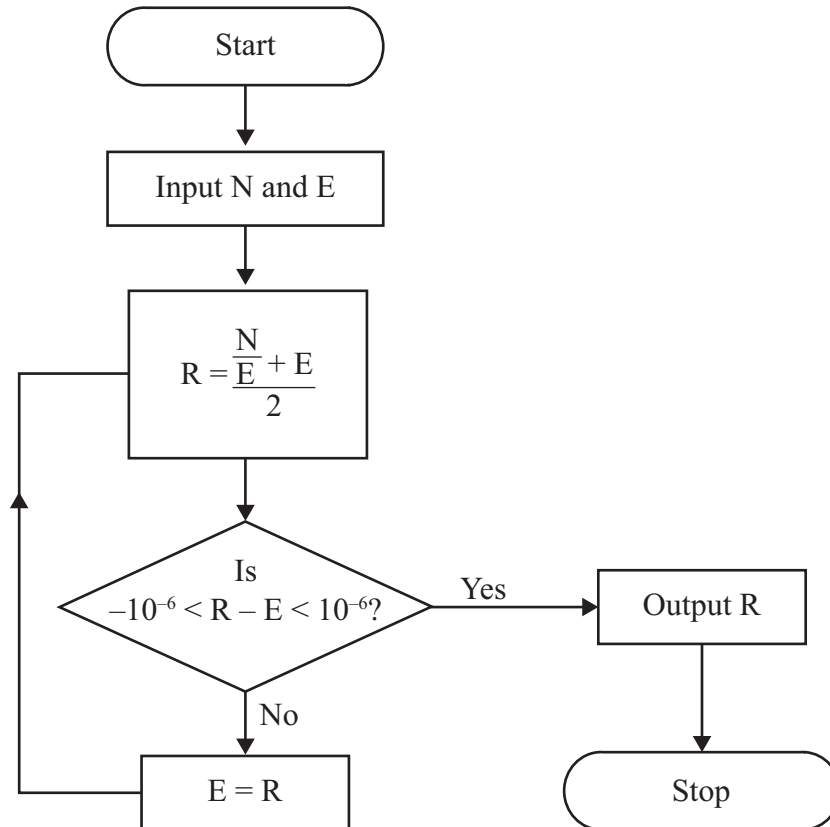 Start
Input N and E
N
R = E + E
2
Is
–10⁻⁶ < R – E < 10⁻⁶?
Yes
Output R
No
E = R
Stop